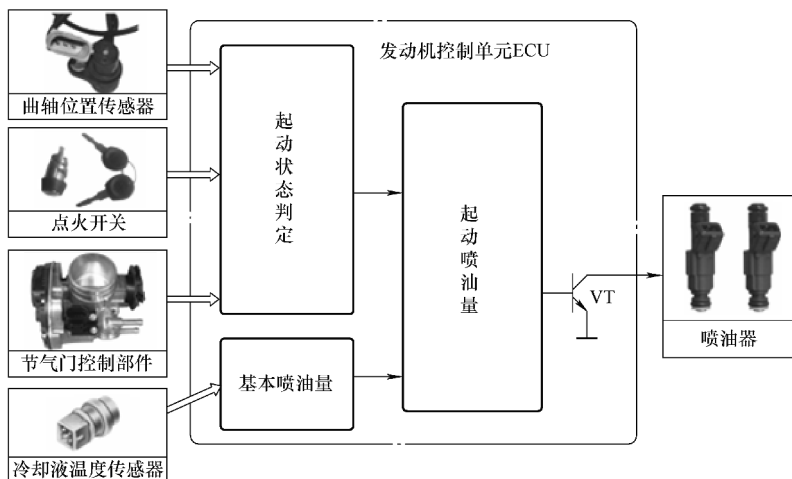 曲轴位置传感器
点火开关
节气门控制部件
冷却液温度传感器
发动机控制单元ECU
起动状态判定
基本喷油量
起动喷油量
VT
喷油器